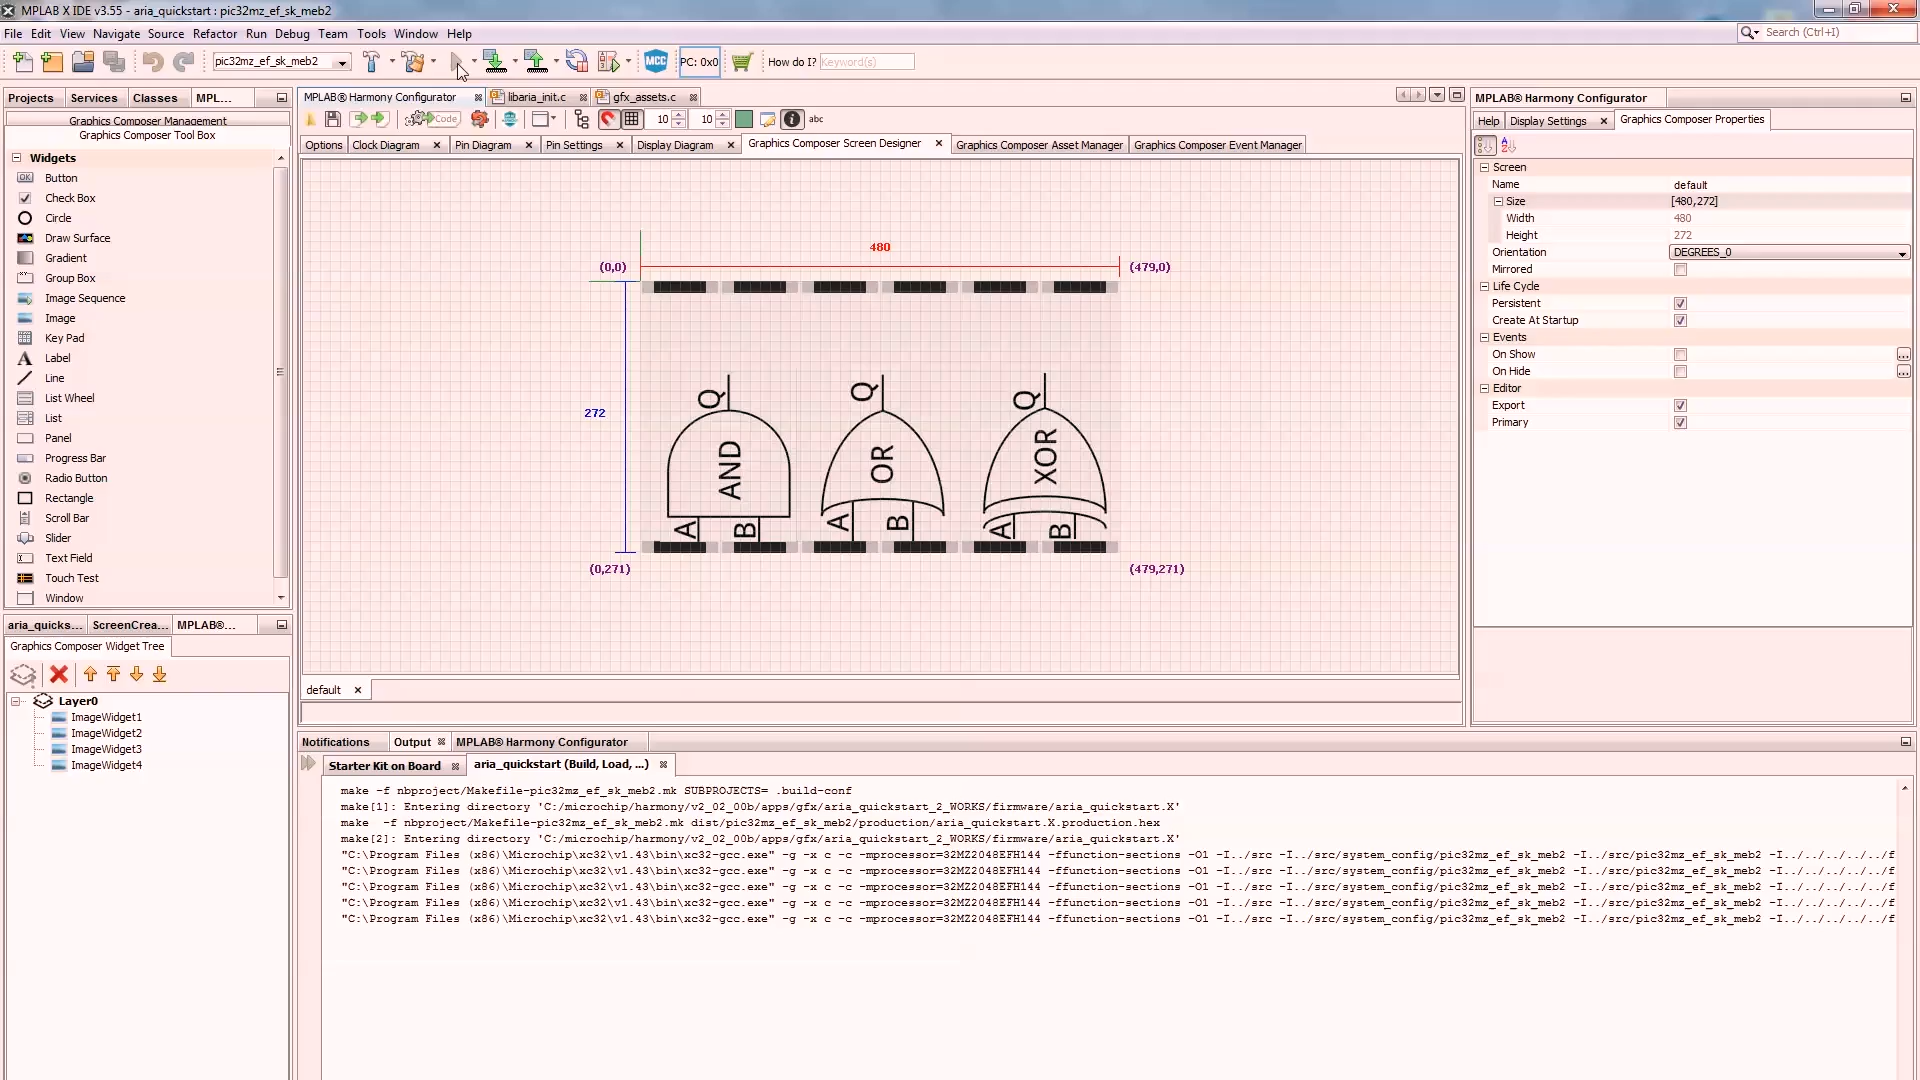 MPLAB X IDE v3.55 - aria_quickstart : pic32mz_ef_sk_meb2
File Edit View Navigate Source Refactor Run Debug Team Tools Window Help
Search (Ctrl+I)
pic32mz_ef_sk_meb2
MCC
PC: 0x0
How do I?
Keyword(s)
Projects Services Classes MPL...
Graphics Composer Management
Graphics Composer Tool Box
Widgets
Button
Check Box
Circle
Draw Surface
Gradient
Group Box
Image Sequence
Image
Key Pad
Label
Line
List Wheel
List
Panel
Progress Bar
Radio Button
Rectangle
Scroll Bar
Slider
Text Field
Touch Test
Window
aria_quicks... ScreenCrea... MPLAB®...
Graphics Composer Widget Tree
Layer0
ImageWidget1
ImageWidget2
ImageWidget3
ImageWidget4
MPLAB® Harmony Configurator libaria_init.c gfx_assets.c
Code 10 10 abc
Options Clock Diagram Pin Diagram Pin Settings Display Diagram Graphics Composer Screen Designer Graphics Composer Asset Manager Graphics Composer Event Manager
480
(0,0)
(479,0)
272
Q
AND
A
B
Q
OR
A
B
Q
XOR
A
B
(0,271)
(479,271)
default
MPLAB® Harmony Configurator
Help Display Settings Graphics Composer Properties
Screen
Name default
Size [480,272]
Width 480
Height 272
Orientation DEGREES_0
Mirrored
Life Cycle
Persistent
Create At Startup
Events
On Show ...
On Hide ...
Editor
Export
Primary
Notifications Output MPLAB® Harmony Configurator
Starter Kit on Board aria_quickstart (Build, Load, ...)
make -f nbproject/Makefile-pic32mz_ef_sk_meb2.mk SUBPROJECTS= .build-conf
make[1]: Entering directory 'C:/microchip/harmony/v2_02_00b/apps/gfx/aria_quickstart_2_WORKS/firmware/aria_quickstart.X'
make  -f nbproject/Makefile-pic32mz_ef_sk_meb2.mk dist/pic32mz_ef_sk_meb2/production/aria_quickstart.X.production.hex
make[2]: Entering directory 'C:/microchip/harmony/v2_02_00b/apps/gfx/aria_quickstart_2_WORKS/firmware/aria_quickstart.X'
"C:\Program Files (x86)\Microchip\xc32\v1.43\bin\xc32-gcc.exe" -g -x c -c -mprocessor=32MZ2048EFH144 -ffunction-sections -O1 -I../src -I../src/system_config/pic32mz_ef_sk_meb2 -I../src/pic32mz_ef_sk_meb2 -I../../../../../f
"C:\Program Files (x86)\Microchip\xc32\v1.43\bin\xc32-gcc.exe" -g -x c -c -mprocessor=32MZ2048EFH144 -ffunction-sections -O1 -I../src -I../src/system_config/pic32mz_ef_sk_meb2 -I../src/pic32mz_ef_sk_meb2 -I../../../../../f
"C:\Program Files (x86)\Microchip\xc32\v1.43\bin\xc32-gcc.exe" -g -x c -c -mprocessor=32MZ2048EFH144 -ffunction-sections -O1 -I../src -I../src/system_config/pic32mz_ef_sk_meb2 -I../src/pic32mz_ef_sk_meb2 -I../../../../../f
"C:\Program Files (x86)\Microchip\xc32\v1.43\bin\xc32-gcc.exe" -g -x c -c -mprocessor=32MZ2048EFH144 -ffunction-sections -O1 -I../src -I../src/system_config/pic32mz_ef_sk_meb2 -I../src/pic32mz_ef_sk_meb2 -I../../../../../f
"C:\Program Files (x86)\Microchip\xc32\v1.43\bin\xc32-gcc.exe" -g -x c -c -mprocessor=32MZ2048EFH144 -ffunction-sections -O1 -I../src -I../src/system_config/pic32mz_ef_sk_meb2 -I../src/pic32mz_ef_sk_meb2 -I../../../../../f